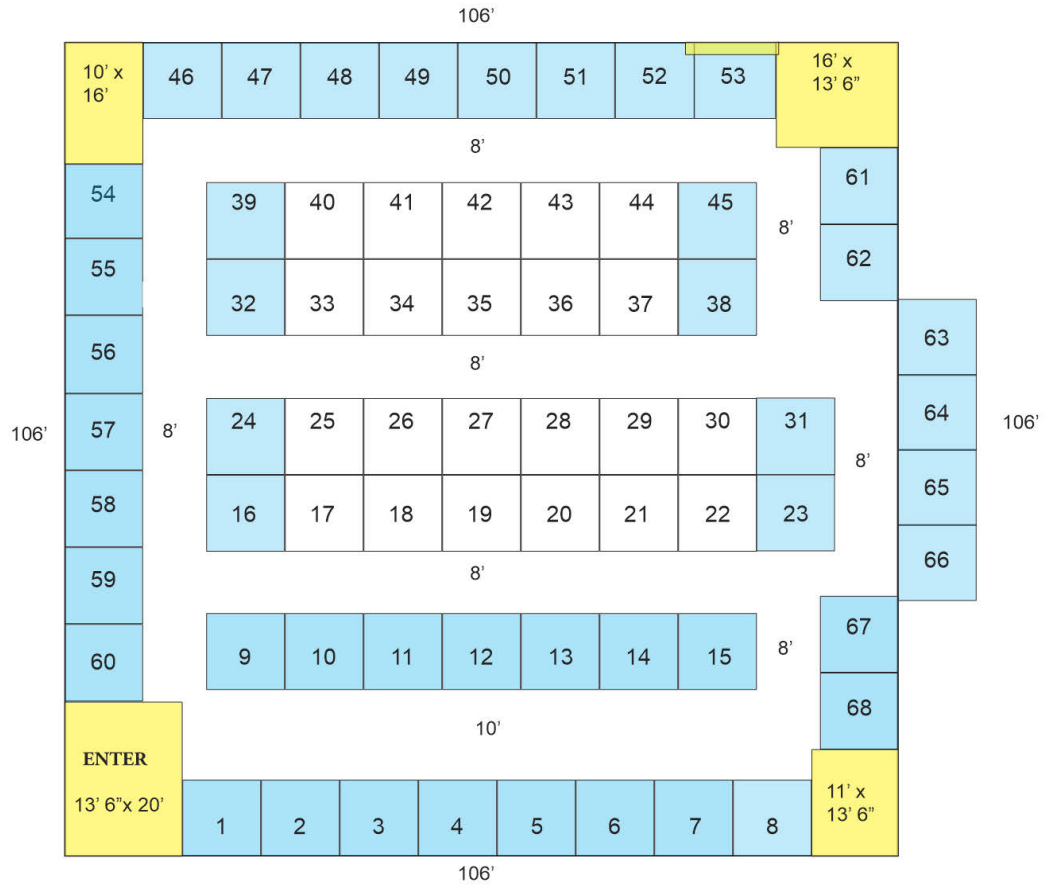 106’
10’ x
16’
46 47 48 49 50 51 52 53
16’ x
13’ 6”
8’
54
61
39 40 41 42 43 44 45
8’
55
62
32 33 34 35 36 37 38
63
56
8’
64
106’
57
8’
24 25 26 27 28 29 30 31
8’
106’
65
58
16 17 18 19 20 21 22 23
66
59
8’
67
60
9 10 11 12 13 14 15
8’
68
10’
ENTER
13’ 6”x 20’
11’ x
13’ 6”
1 2 3 4 5 6 7 8
106’